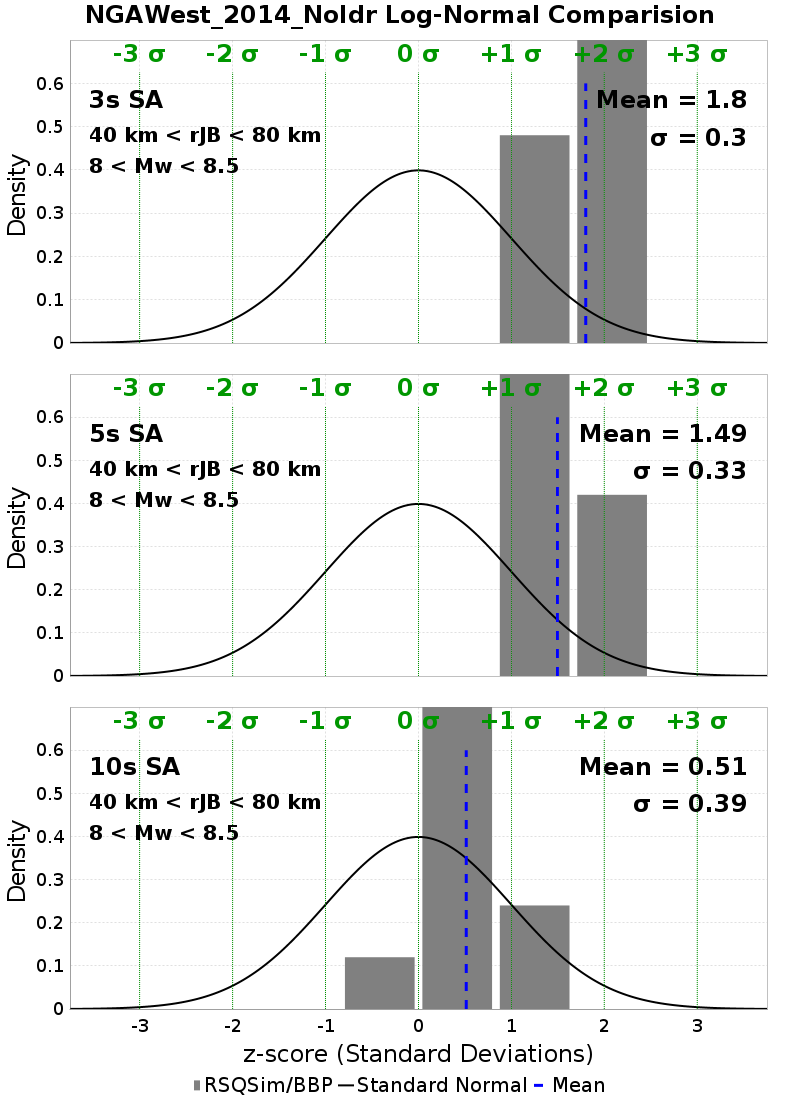 NGAWest_2014_NoIdr Log-Normal Comparision
-3 σ -2 σ -1 σ 0 σ +1 σ +2 σ +3 σ
0.6
3s SA
Mean = 1.8
0.5
40 km < rJB < 80 km
σ = 0.3
8 < Mw < 8.5
0.4
0.3
0.2
0.1
0
Density
-3 σ -2 σ -1 σ 0 σ +1 σ +2 σ +3 σ
0.6
5s SA
Mean = 1.49
0.5
40 km < rJB < 80 km
σ = 0.33
8 < Mw < 8.5
0.4
0.3
0.2
0.1
0
Density
-3 σ -2 σ -1 σ 0 σ +1 σ +2 σ +3 σ
0.6
10s SA
Mean = 0.51
0.5
40 km < rJB < 80 km
σ = 0.39
8 < Mw < 8.5
0.4
0.3
0.2
0.1
0
Density
-3 -2 -1 0 1 2 3
z-score (Standard Deviations)
RSQSim/BBP Standard Normal Mean